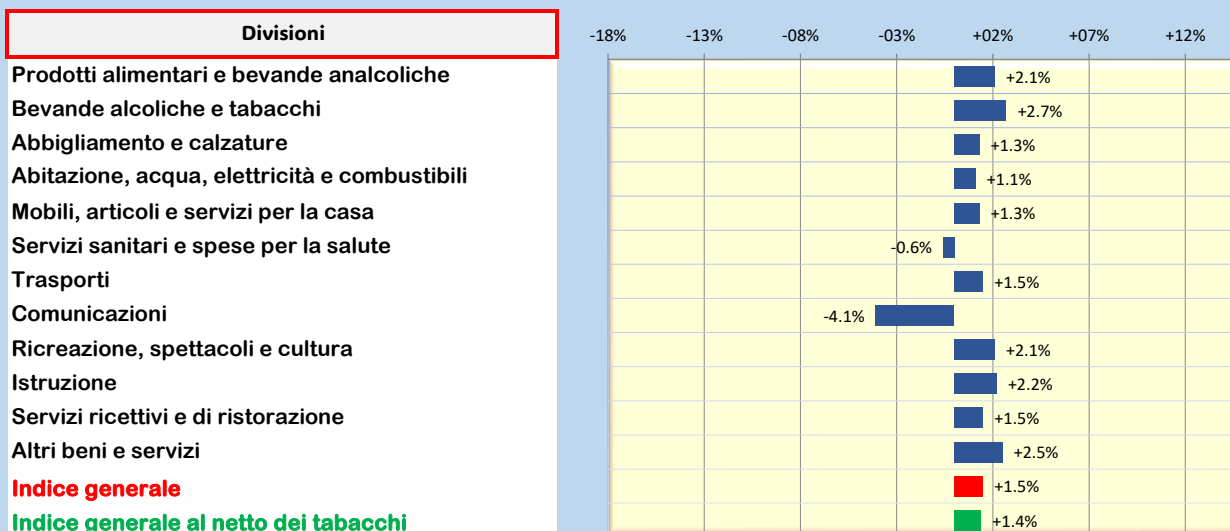 Divisioni -18% -13% -08% -03% +02% +07% +12%
Prodotti alimentari e bevande analcoliche +2.1%
Bevande alcoliche e tabacchi +2.7%
Abbigliamento e calzature +1.3%
Abitazione, acqua, elettricità e combustibili +1.1%
Mobili, articoli e servizi per la casa +1.3%
Servizi sanitari e spese per la salute -0.6%
Trasporti +1.5%
Comunicazioni -4.1%
Ricreazione, spettacoli e cultura +2.1%
Istruzione +2.2%
Servizi ricettivi e di ristorazione +1.5%
Altri beni e servizi +2.5%
Indice generale +1.5%
Indice generale al netto dei tabacchi +1.4%